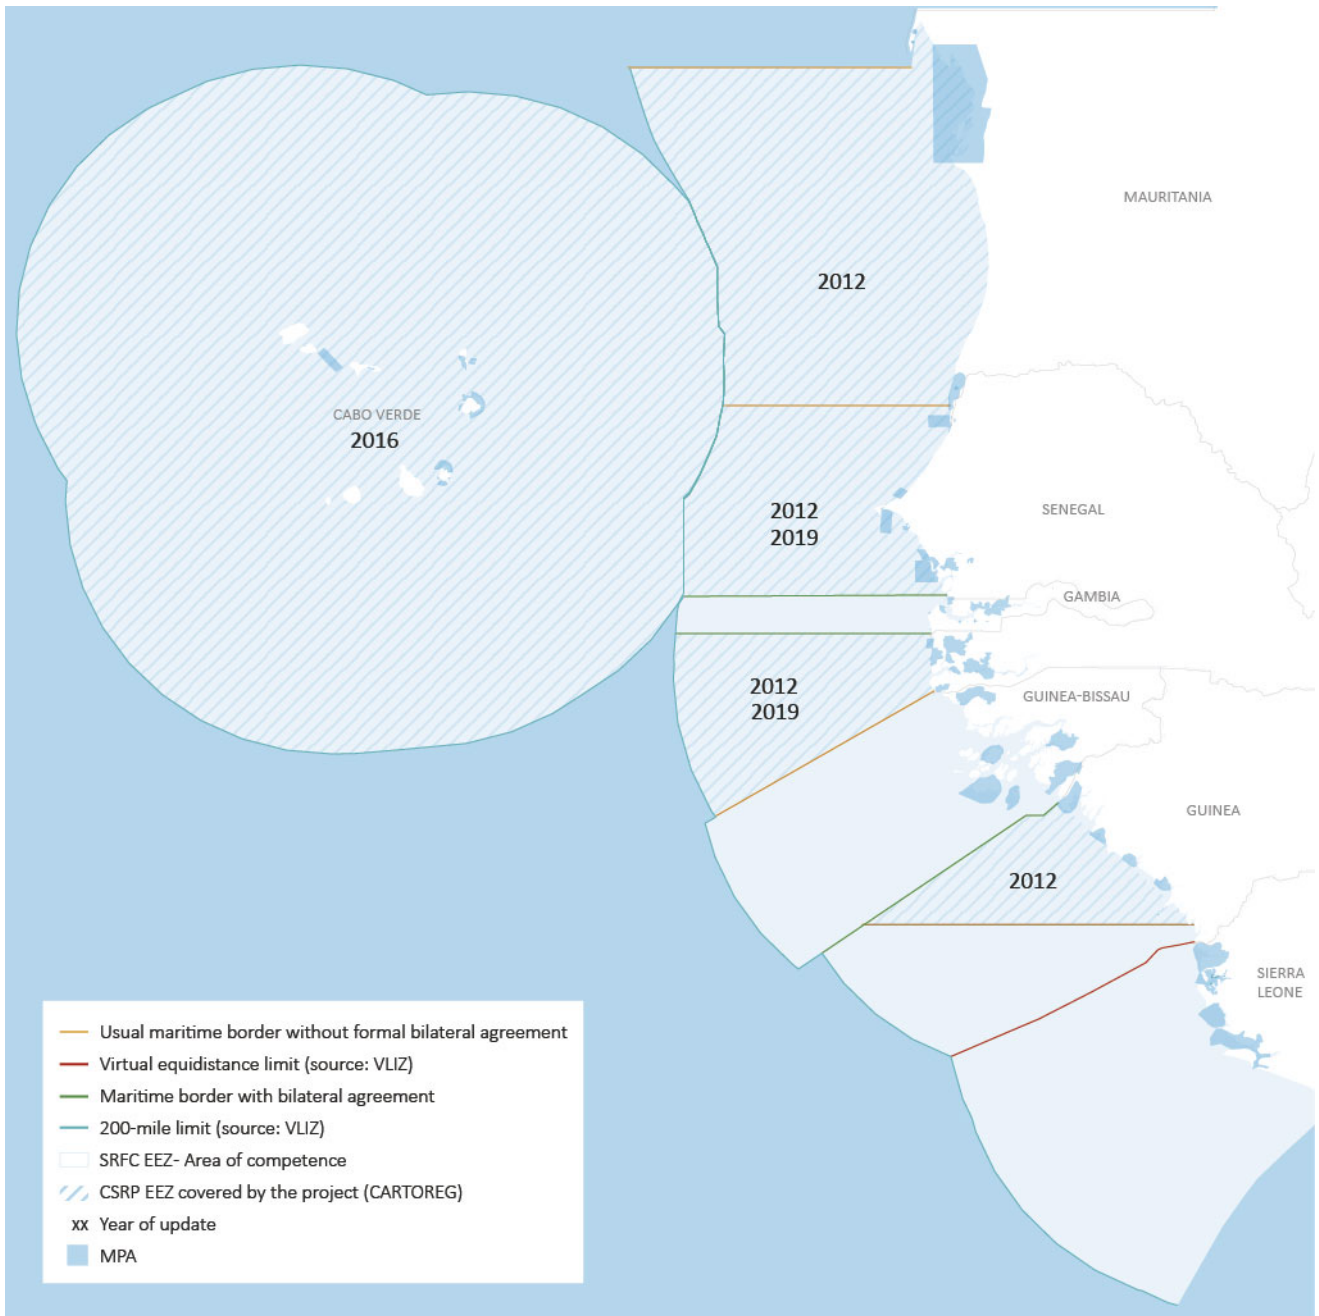 MAURITANIA
2012
CABO VERDE
2016
2012
2019
SENEGAL
GAMBIA
2012
2019
GUINEA-BISSAU
GUINEA
2012
SIERRA
LEONE
Usual maritime border without formal bilateral agreement
Virtual equidistance limit (source: VLIZ)
Maritime border with bilateral agreement
200-mile limit (source: VLIZ)
SRFC EEZ- Area of competence
CSRP EEZ covered by the project (CARTOREG)
xx Year of update
MPA